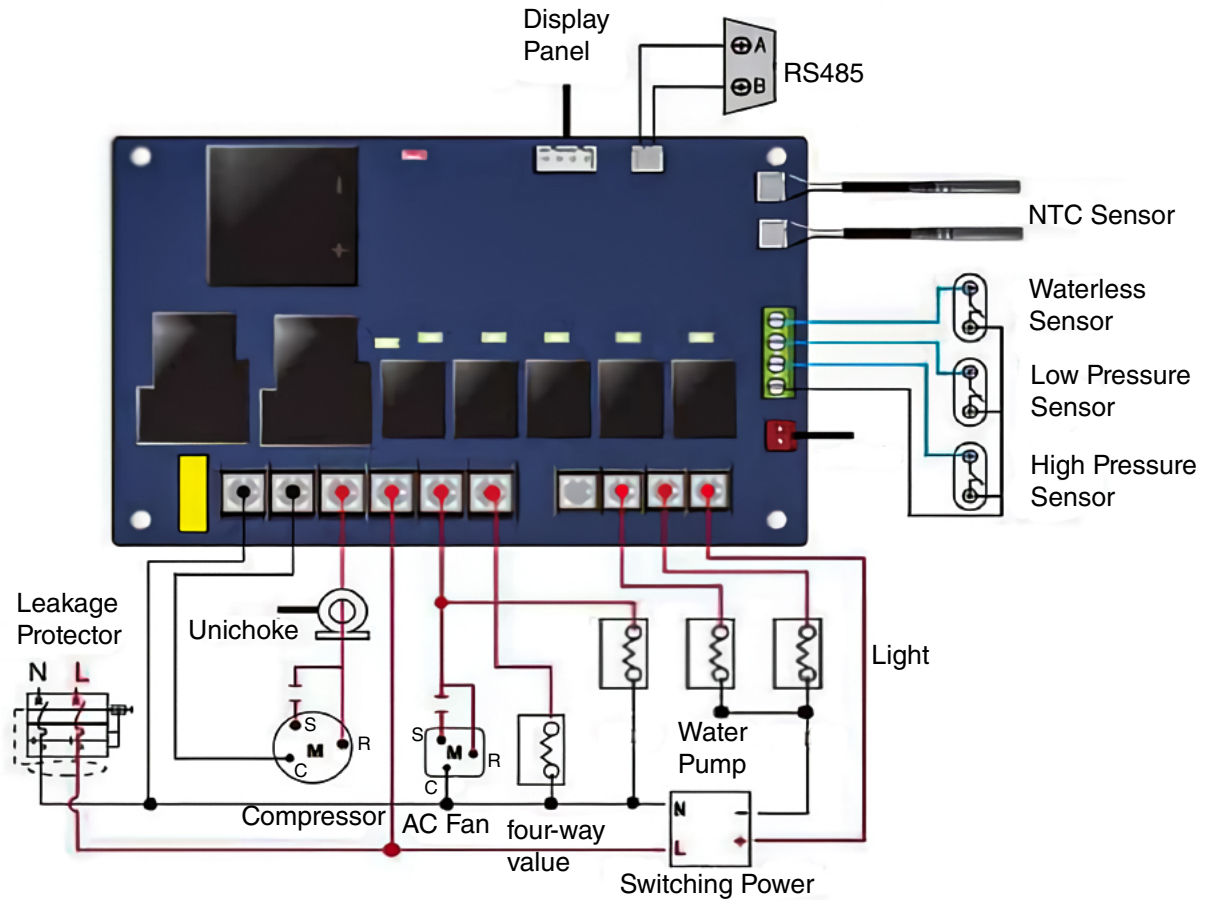 Display
Panel
A
B
RS485
NTC Sensor
Waterless
Sensor
Low Pressure
Sensor
High Pressure
Sensor
-
+
Leakage
Protector
N
L
Unichoke
S
M
R
C
Compressor
S
M
R
C
AC Fan
four-way
value
Water
Pump
Light
N
-
L
+
Switching Power